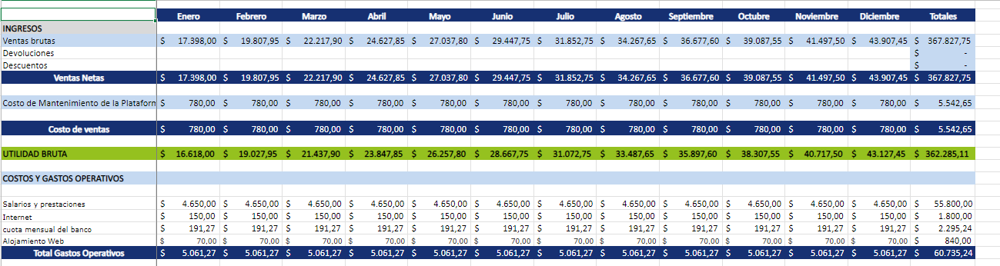 Enero Febrero Marzo Abril Mayo Junio Julio Agosto Septiembre Octubre Noviembre Diciembre Totales
INGRESOS
Ventas brutas $ 17.398,00 $ 19.807,95 $ 22.217,90 $ 24.627,85 $ 27.037,80 $ 29.447,75 $ 31.852,75 $ 34.267,65 $ 36.677,60 $ 39.087,55 $ 41.497,50 $ 43.907,45 $ 367.827,75
Devoluciones $ -
Descuentos $ -
Ventas Netas $ 17.398,00 $ 19.807,95 $ 22.217,90 $ 24.627,85 $ 27.037,80 $ 29.447,75 $ 31.852,75 $ 34.267,65 $ 36.677,60 $ 39.087,55 $ 41.497,50 $ 43.907,45 $ 367.827,75
Costo de Mantenimiento de la Plataforn $ 780,00 $ 780,00 $ 780,00 $ 780,00 $ 780,00 $ 780,00 $ 780,00 $ 780,00 $ 780,00 $ 780,00 $ 780,00 $ 780,00 $ 5.542,65
Costo de ventas $ 780,00 $ 780,00 $ 780,00 $ 780,00 $ 780,00 $ 780,00 $ 780,00 $ 780,00 $ 780,00 $ 780,00 $ 780,00 $ 780,00 $ 5.542,65
UTILIDAD BRUTA $ 16.618,00 $ 19.027,95 $ 21.437,90 $ 23.847,85 $ 26.257,80 $ 28.667,75 $ 31.072,75 $ 33.487,65 $ 35.897,60 $ 38.307,55 $ 40.717,50 $ 43.127,45 $ 362.285,11
COSTOS Y GASTOS OPERATIVOS
Salarios y prestaciones $ 4.650,00 $ 4.650,00 $ 4.650,00 $ 4.650,00 $ 4.650,00 $ 4.650,00 $ 4.650,00 $ 4.650,00 $ 4.650,00 $ 4.650,00 $ 4.650,00 $ 4.650,00 $ 55.800,00
Internet $ 150,00 $ 150,00 $ 150,00 $ 150,00 $ 150,00 $ 150,00 $ 150,00 $ 150,00 $ 150,00 $ 150,00 $ 150,00 $ 150,00 $ 1.800,00
cuota mensual del banco $ 191,27 $ 191,27 $ 191,27 $ 191,27 $ 191,27 $ 191,27 $ 191,27 $ 191,27 $ 191,27 $ 191,27 $ 191,27 $ 191,27 $ 2.295,24
Alojamiento Web $ 70,00 $ 70,00 $ 70,00 $ 70,00 $ 70,00 $ 70,00 $ 70,00 $ 70,00 $ 70,00 $ 70,00 $ 70,00 $ 70,00 $ 840,00
Total Gastos Operativos $ 5.061,27 $ 5.061,27 $ 5.061,27 $ 5.061,27 $ 5.061,27 $ 5.061,27 $ 5.061,27 $ 5.061,27 $ 5.061,27 $ 5.061,27 $ 5.061,27 $ 5.061,27 $ 60.735,24